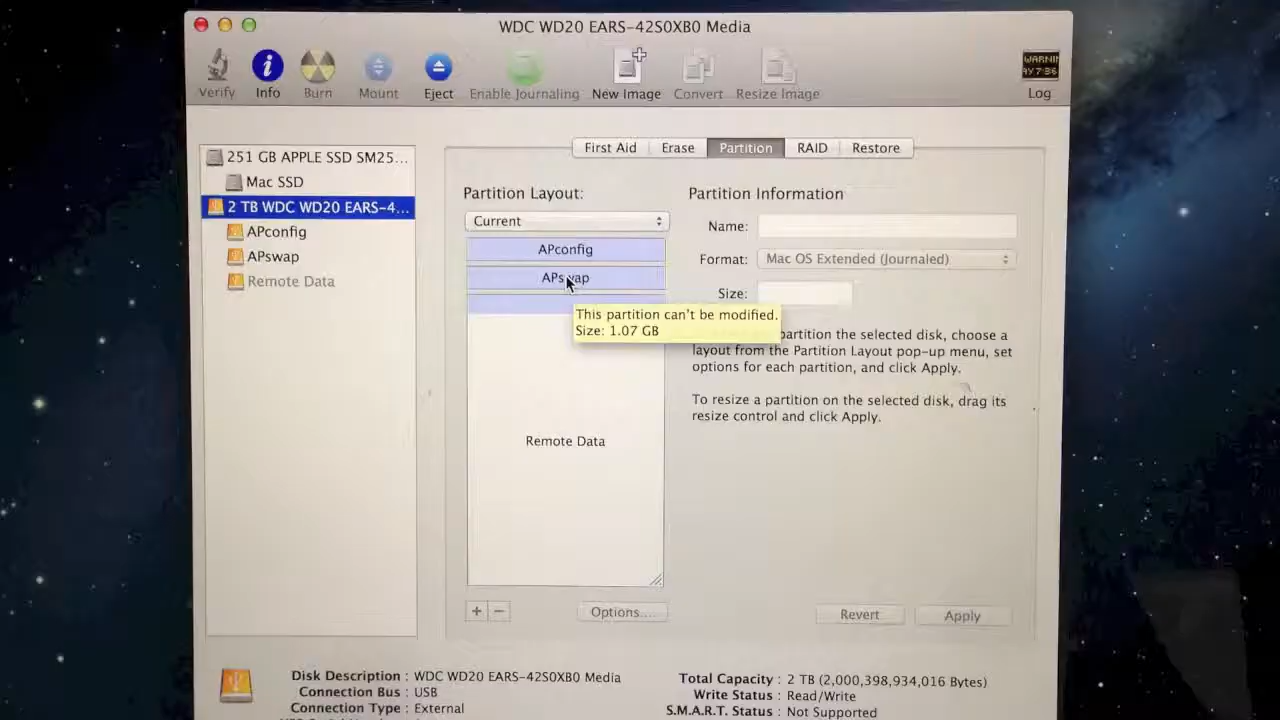 WDC WD20 EARS-42S0XB0 Media
WARNIN
AY 7:36
Verify
Info
Burn
Mount
Eject
Enable Journaling
New Image
Convert
Resize Image
Log
251 GB APPLE SSD SM25...
Mac SSD
2 TB WDC WD20 EARS-4...
APconfig
APswap
Remote Data
First Aid
Erase
Partition
RAID
Restore
Partition Layout:
Current
APconfig
APswap
Remote Data
+
−
Options...
Partition Information
Name:
Format:
Mac OS Extended (Journaled)
Size:
This partition can't be modified.
Size: 1.07 GB
partition the selected disk, choose a
layout from the Partition Layout pop-up menu, set
options for each partition, and click Apply.
To resize a partition on the selected disk, drag its
resize control and click Apply.
Revert
Apply
Disk Description : WDC WD20 EARS-42S0XB0 Media
Connection Bus : USB
Connection Type : External
Total Capacity : 2 TB (2,000,398,934,016 Bytes)
Write Status : Read/Write
S.M.A.R.T. Status : Not Supported